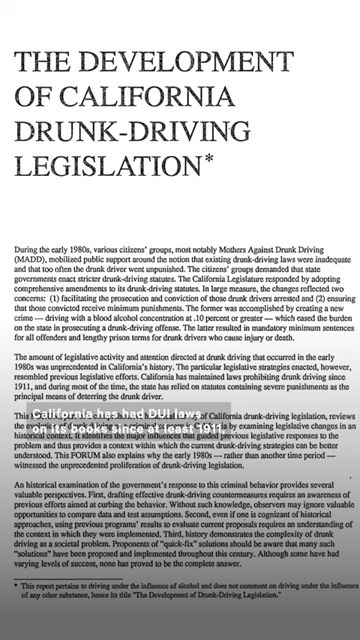 THE DEVELOPMENT
OF CALIFORNIA
DRUNK-DRIVING
LEGISLATION*
During the early 1980s, various citizens' groups, most notably Mothers Against Drunk Driving
(MADD), mobilized public support around the notion that existing drunk-driving laws were inadequate
and that too often the drunk driver went unpunished. The citizens' groups demanded that state
governments enact stricter drunk-driving statutes. The California Legislature responded by adopting
comprehensive amendments to its drunk-driving statutes. In large measure, the changes reflected two
concerns: (1) facilitating the prosecution and conviction of those drunk drivers arrested and (2) ensuring
that those convicted receive minimum punishments. The former was accomplished by creating a new
crime — driving with a blood alcohol concentration at .10 percent or greater — which eased the burden
on the state in prosecuting a drunk-driving offense. The latter resulted in mandatory minimum sentences
for all offenders and lengthy prison terms for drunk drivers who cause injury or death.
The amount of legislative activity and attention directed at drunk driving that occurred in the early
1980s was unprecedented in California's history. The particular legislative strategies enacted, however,
resembled previous legislative efforts. California has maintained laws prohibiting drunk driving since
1911, and during most of the time, the state has relied on statutes containing severe punishments as the
principal means of deterring the drunk driver.
This of California drunk-driving legislation, reviews
by examining legislative changes in an
historical context. It identifies the major influences that guided previous legislative responses to the
problem and thus provides a context within which the current drunk-driving strategies can be better
understood. This FORUM also explains why the early 1980s — rather than another time period —
witnessed the unprecedented proliferation of drunk-driving legislation.
California has had DUI laws
on its books since at least 1911.
An historical examination of the government's response to this criminal behavior provides several
valuable perspectives. First, drafting effective drunk-driving countermeasures requires an awareness of
previous efforts aimed at curbing the behavior. Without such knowledge, observers may ignore valuable
opportunities to compare data and test assumptions. Second, even if one is cognizant of historical
approaches, using previous programs' results to evaluate current proposals requires an understanding of
the context in which they were implemented. Third, history demonstrates the complexity of drunk
driving as a societal problem. Proponents of "quick-fix" solutions should be aware that many such
"solutions" have been proposed and implemented throughout this century. Although some have had
varying levels of success, none has proved to be the complete answer.
* This report pertains to driving under the influence of alcohol and does not comment on driving under the influence
of any other substance, hence its title "The Development of Drunk-Driving Legislation."